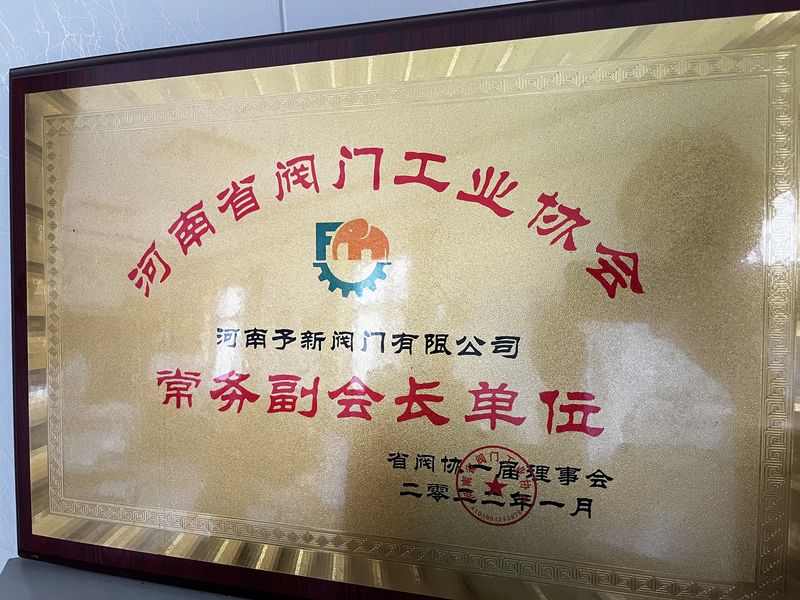 河南省阀门工业协会
河南予新阀门有限公司
常务副会长单位
省阀协一届理事会
二零二二年一月